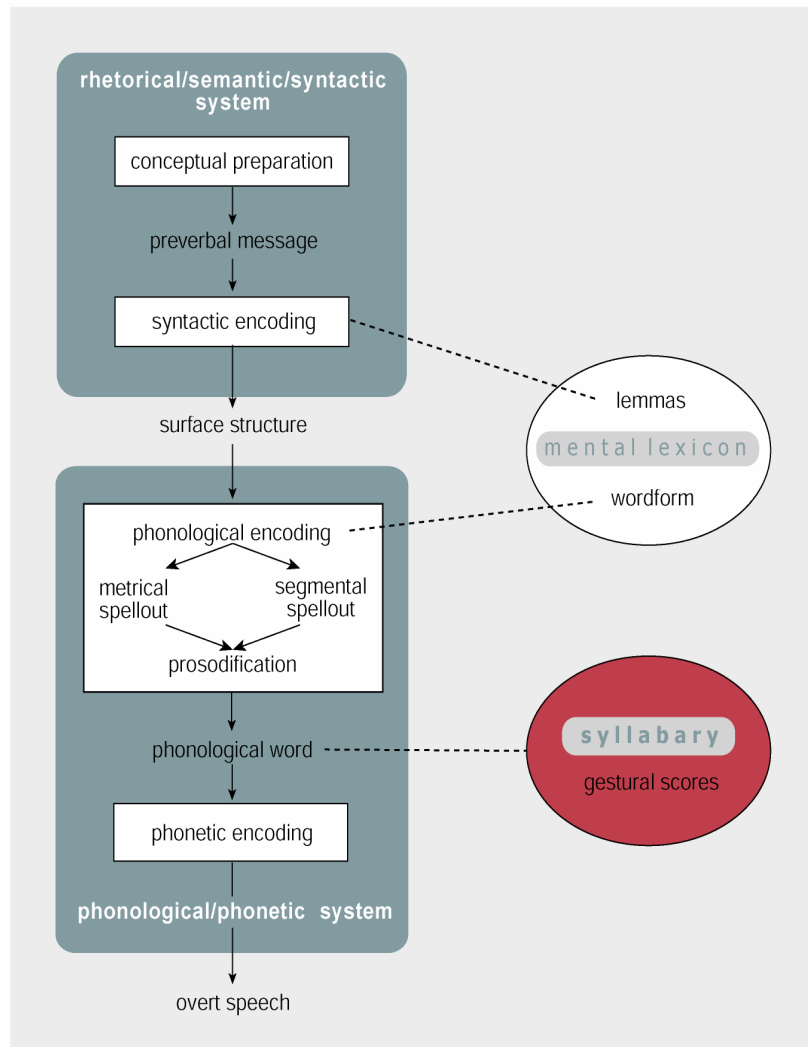 rhetorical/semantic/syntactic
system
conceptual preparation
preverbal message
syntactic encoding
surface structure
lemmas
mental lexicon
wordform
phonological encoding
metrical
spellout
segmental
spellout
prosodification
phonological word
syllabary
gestural scores
phonetic encoding
phonological/phonetic system
overt speech